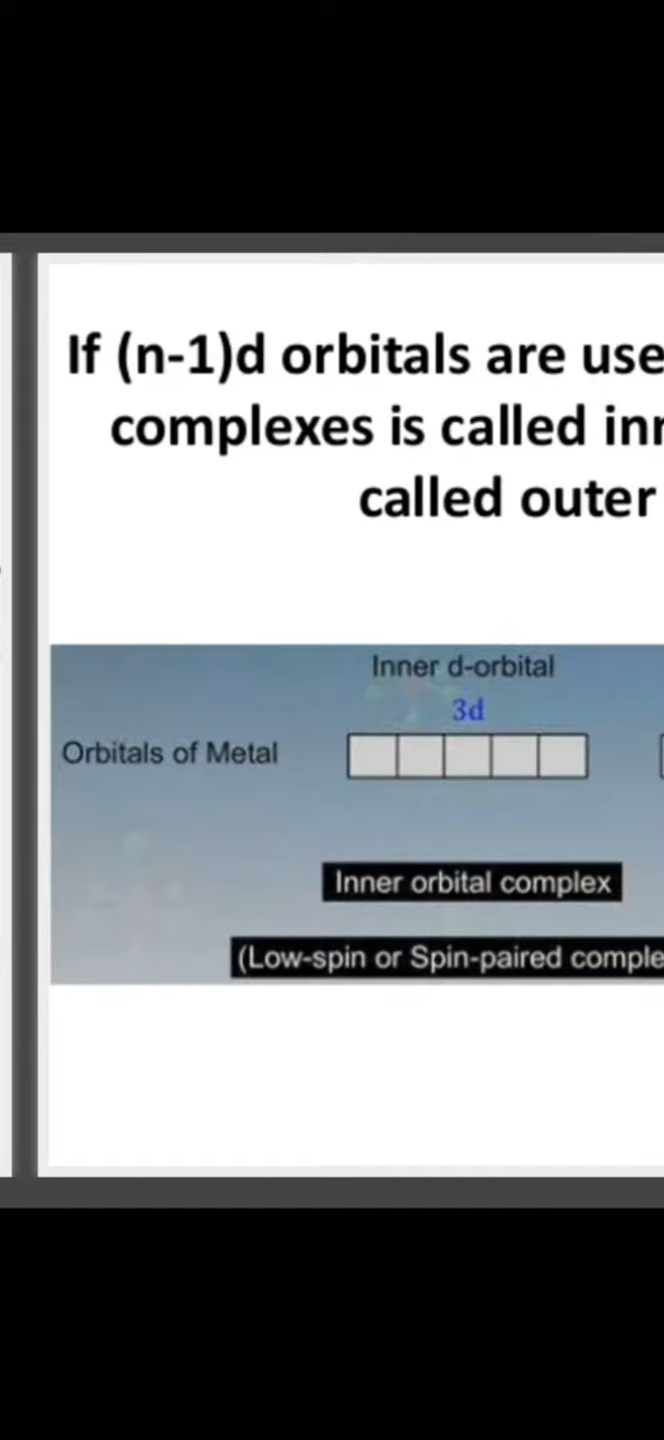 If (n-1)d orbitals are use
complexes is called inn
called outer
Inner d-orbital
3d
Orbitals of Metal
Inner orbital complex
(Low-spin or Spin-paired comple